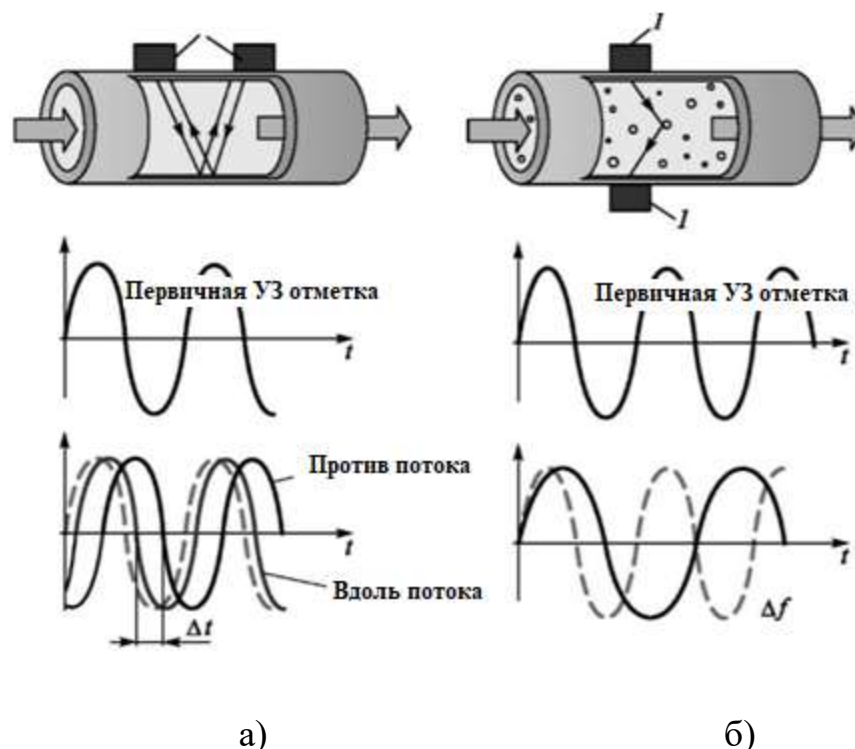 1
Первичная УЗ отметка
Первичная УЗ отметка
t
t
Против потока
t
t
Вдоль потока
Δt
Δf
1
а)
б)